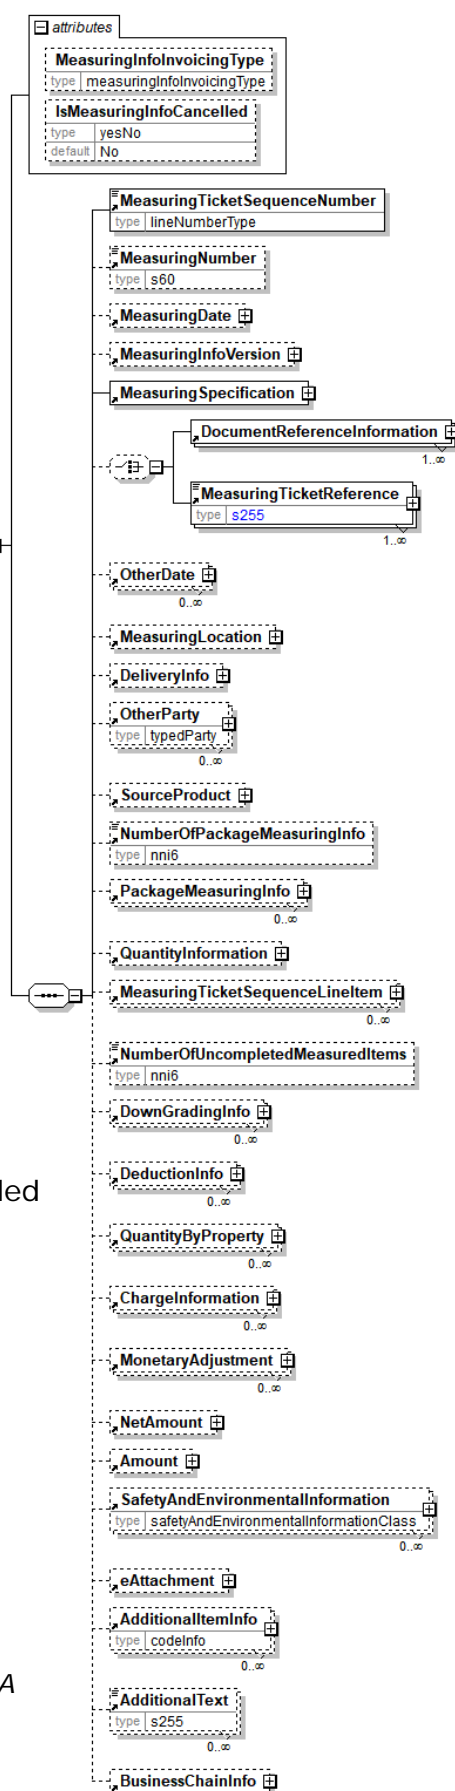 attributes
MeasuringInfoInvoicingType
type measuringInfoInvoicingType
IsMeasuringInfoCancelled
type yesNo
default No
MeasuringTicketSequenceNumber
type lineNumberType
MeasuringNumber
type s60
MeasuringDate
MeasuringInfoVersion
MeasuringSpecification
DocumentReferenceInformation
1..∞
MeasuringTicketReference
type s255
1..∞
OtherDate
0..∞
MeasuringLocation
DeliveryInfo
OtherParty
type typedParty
0..∞
SourceProduct
NumberOfPackageMeasuringInfo
type nni6
PackageMeasuringInfo
0..∞
QuantityInformation
MeasuringTicketSequenceLineItem
0..∞
NumberOfUncompletedMeasuredItems
type nni6
DownGradingInfo
0..∞
DeductionInfo
led
0..∞
QuantityByProperty
0..∞
ChargeInformation
0..∞
MonetaryAdjustment
0..∞
NetAmount
Amount
SafetyAndEnvironmentalInformation
type safetyAndEnvironmentalInformationClass
0..∞
eAttachment
AdditionalItemInfo
type codeInfo
0..∞
A
AdditionalText
type s255
0..∞
BusinessChainInfo